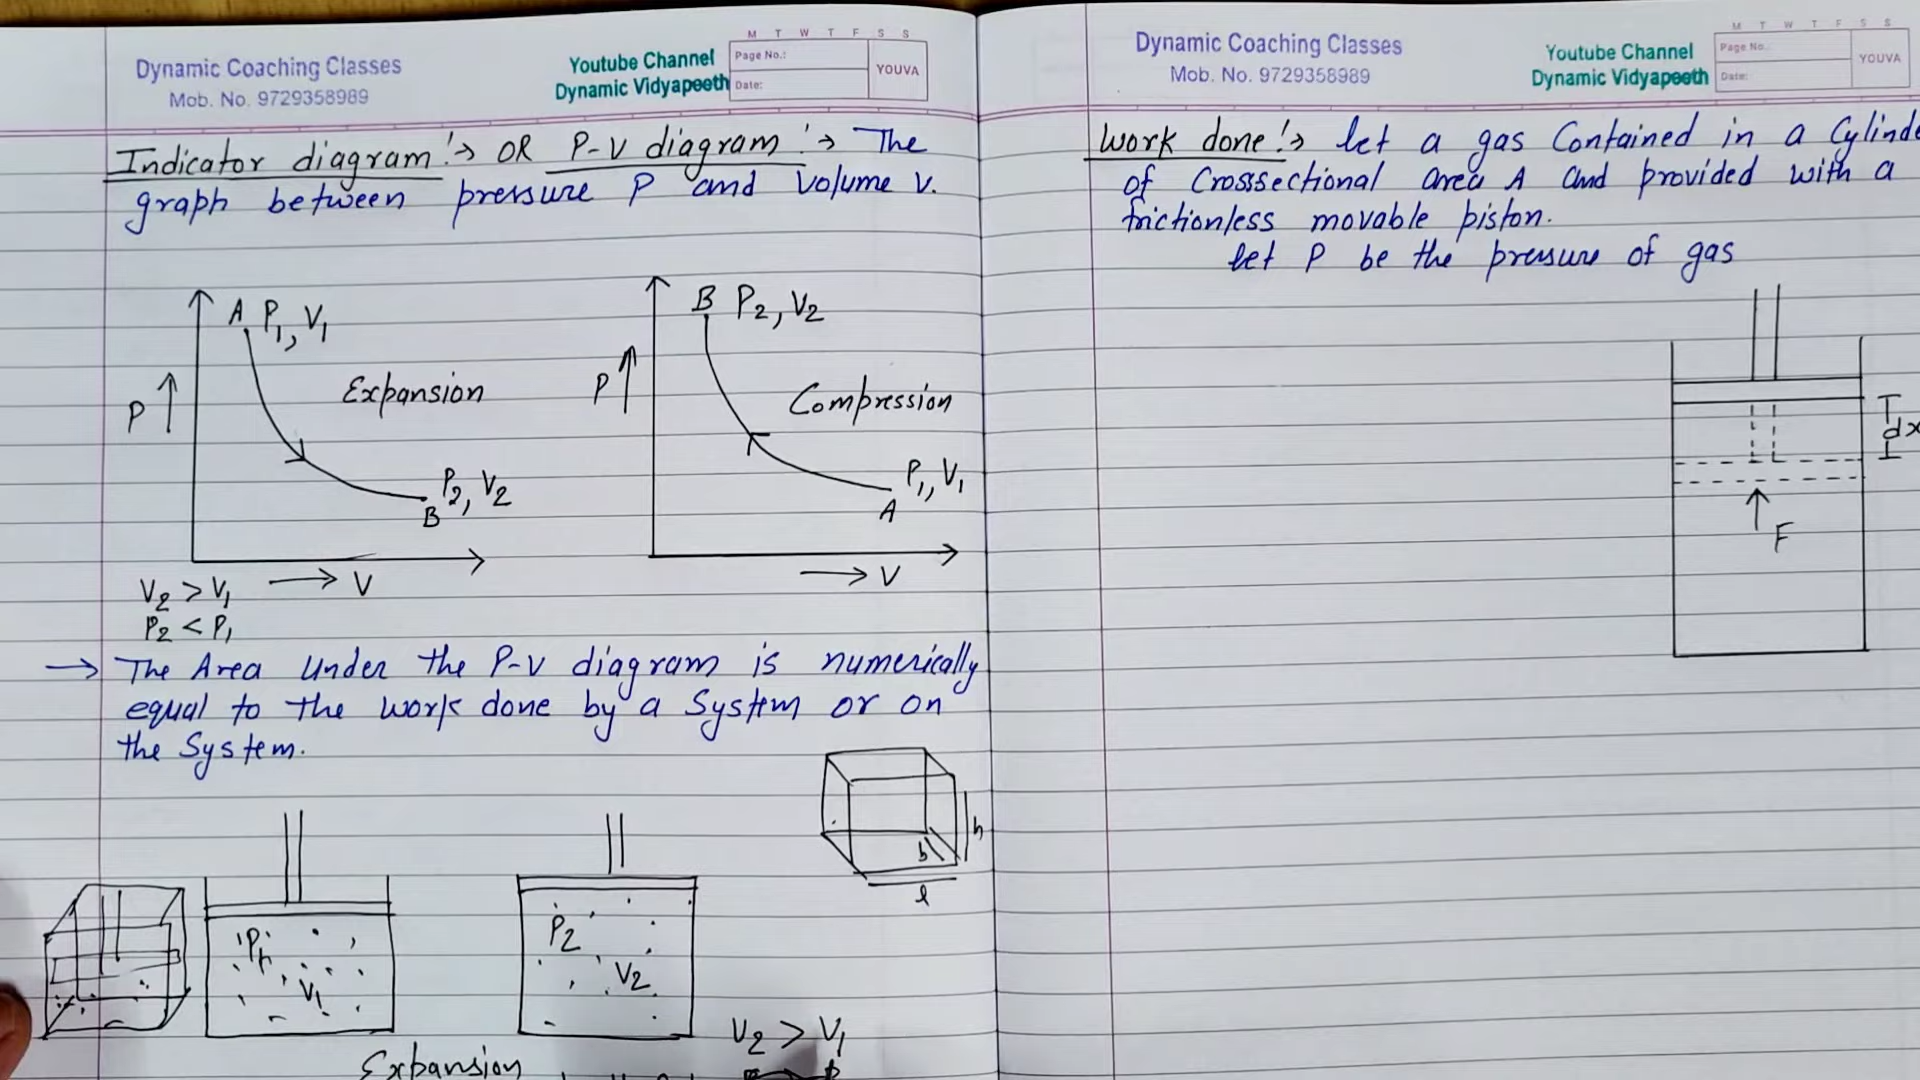 Dynamic Coaching Classes
Mob. No. 9729358989
Youtube Channel
Dynamic Vidyapeeth
M T W T F S S
Page No.:
Date:
YOUVA
Indicator diagram :→ OR P-V diagram :→ The
graph between pressure P and Volume V.
A P1, V1
Expansion
P
P2, V2
B
V
V2 > V1
P2 < P1
B P2, V2
P
Compression
P1, V1
A
V
→ The Area Under the P-V diagram is numerically
equal to the work done by a System or on
the System.
h
b
l
P1
V1
P2
V2
V2 > V1
Expansion
Dynamic Coaching Classes
Mob. No. 9729358989
Youtube Channel
Dynamic Vidyapeeth
M T W T F S S
Page No.
Date:
YOUVA
Work done :→ let a gas Contained in a Cylinde
of Crosssectional area A and provided with a
frictionless movable piston.
let P be the pressure of gas
dx
F